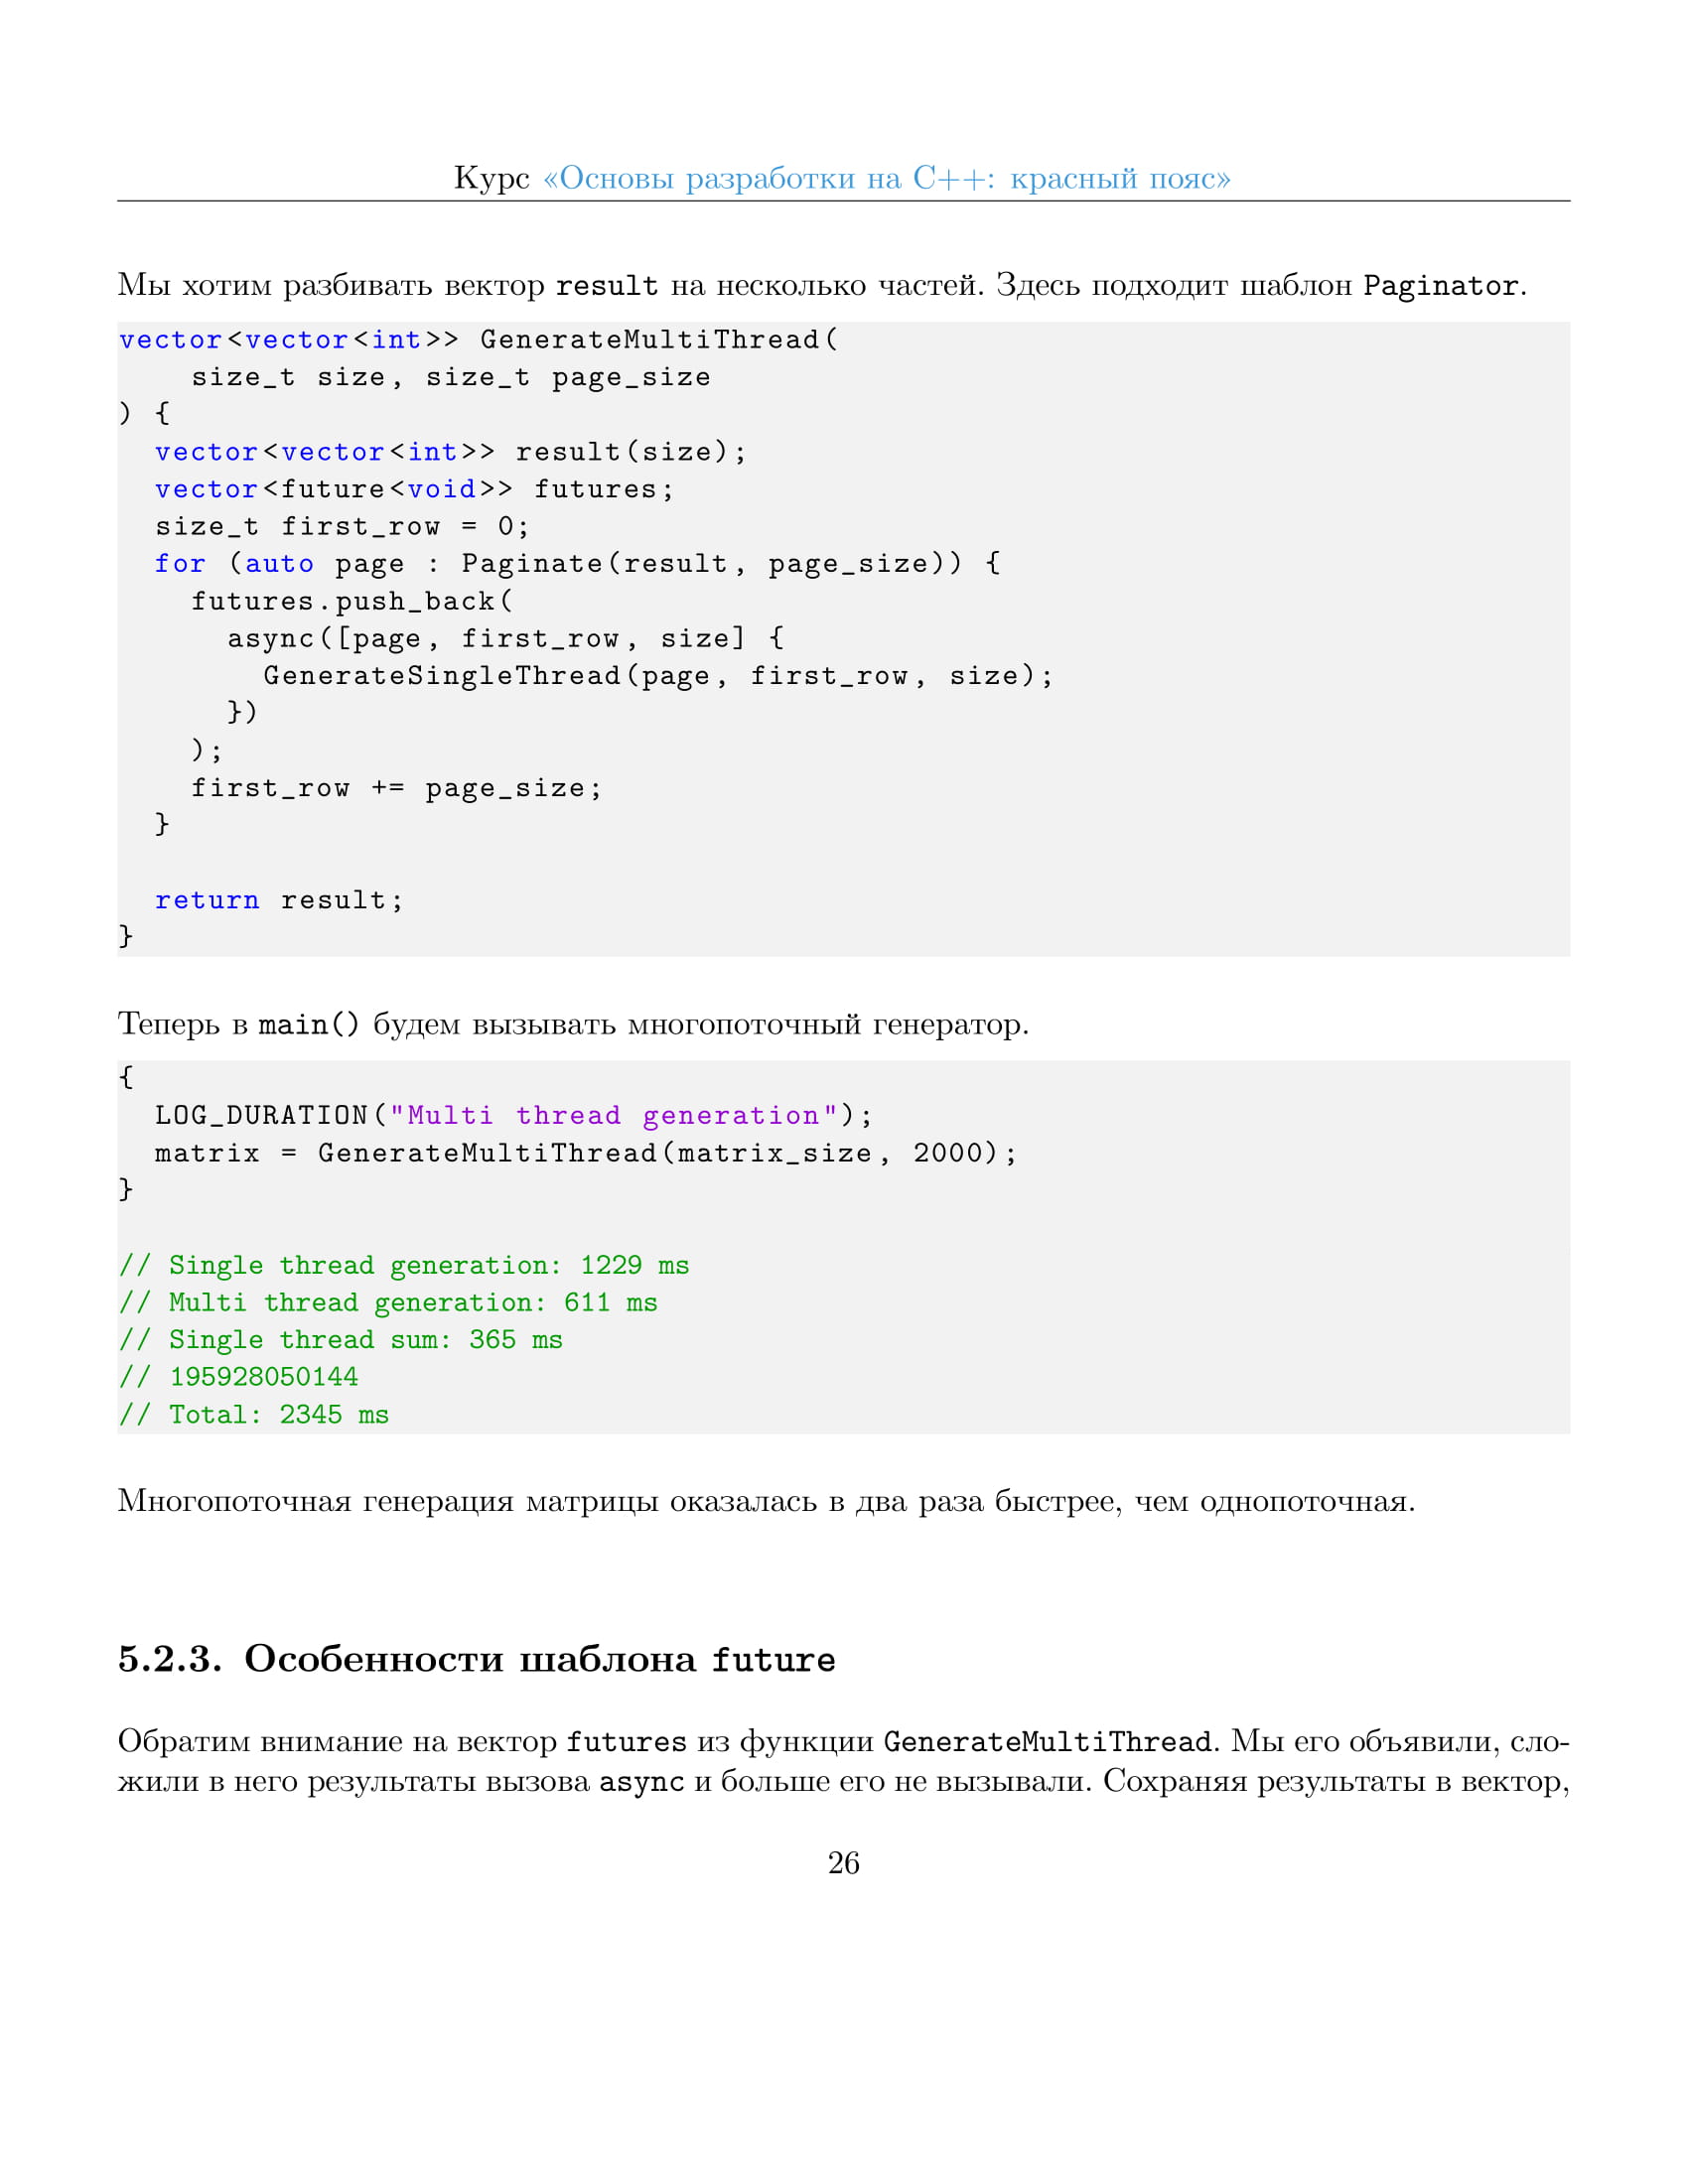 Курс «Основы разработки на C++: красный пояс»
Мы хотим разбивать вектор result на несколько частей. Здесь подходит шаблон Paginator.
vector<vector<int>> GenerateMultiThread(
    size_t size, size_t page_size
) {
  vector<vector<int>> result(size);
  vector<future<void>> futures;
  size_t first_row = 0;
  for (auto page : Paginate(result, page_size)) {
    futures.push_back(
      async([page, first_row, size] {
        GenerateSingleThread(page, first_row, size);
      })
    );
    first_row += page_size;
  }

  return result;
}
Теперь в main() будем вызывать многопоточный генератор.
{
  LOG_DURATION("Multi thread generation");
  matrix = GenerateMultiThread(matrix_size, 2000);
}

// Single thread generation: 1229 ms
// Multi thread generation: 611 ms
// Single thread sum: 365 ms
// 195928050144
// Total: 2345 ms
Многопоточная генерация матрицы оказалась в два раза быстрее, чем однопоточная.
5.2.3. Особенности шаблона future
Обратим внимание на вектор futures из функции GenerateMultiThread. Мы его объявили, сло-
жили в него результаты вызова async и больше его не вызывали. Сохраняя результаты в вектор,
26